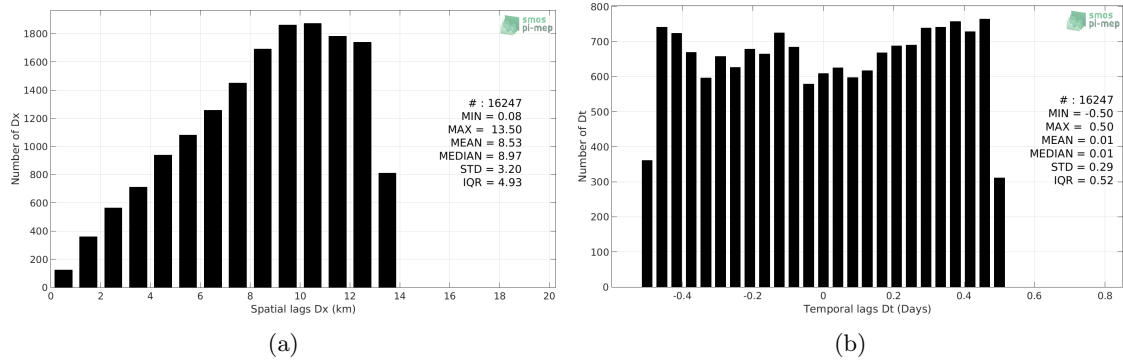 smos
pi-mep
1800
1600
1400
1200
1000
800
600
400
200
0
Number of Dx
# : 16247
MIN = 0.08
MAX = 13.50
MEAN = 8.53
MEDIAN = 8.97
STD = 3.20
IQR = 4.93
0 2 4 6 8 10 12 14 16 18 20
Spatial lags Dx (km)
(a)
smos
pi-mep
800
700
600
500
400
300
200
100
0
Number of Dt
# : 16247
MIN = -0.50
MAX = 0.50
MEAN = 0.01
MEDIAN = 0.01
STD = 0.29
IQR = 0.52
-0.4 -0.2 0 0.2 0.4 0.6 0.8
Temporal lags Dt (Days)
(b)